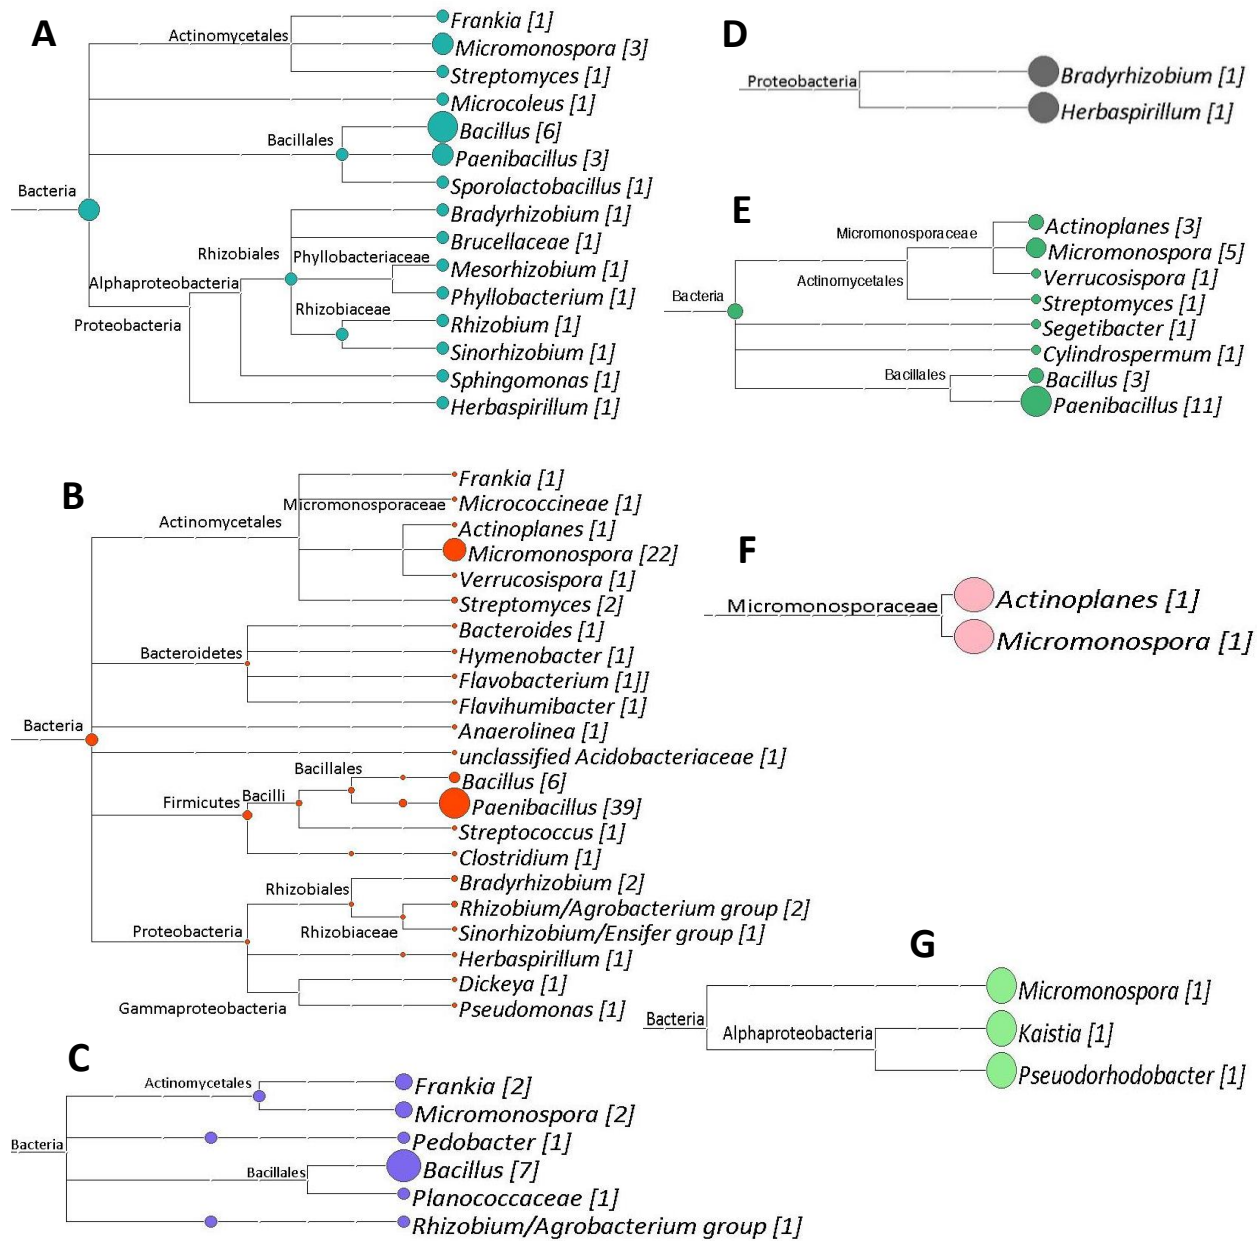 A
Actinomycetales
Frankia [1]
Micromonospora [3]
Streptomyces [1]
Microcoleus [1]
Bacillales
Bacillus [6]
Paenibacillus [3]
Sporolactobacillus [1]
Bacteria
Bradyrhizobium [1]
Brucellaceae [1]
Rhizobiales
Phyllobacteriaceae
Mesorhizobium [1]
Alphaproteobacteria
Phyllobacterium [1]
Rhizobiaceae
Proteobacteria
Rhizobium [1]
Sinorhizobium [1]
Sphingomonas [1]
Herbaspirillum [1]
B
Frankia [1]
Micromonosporaceae
Micrococcineae [1]
Actinomycetales
Actinoplanes [1]
Micromonospora [22]
Verrucosispora [1]
Streptomyces [2]
Bacteroidetes
Bacteroides [1]
Hymenobacter [1]
Flavobacterium [1]]
Flavihumibacter [1]
Bacteria
Anaerolinea [1]
unclassified Acidobacteriaceae [1]
Bacillales
Bacillus [6]
Firmicutes
Bacilli
Paenibacillus [39]
Streptococcus [1]
Clostridium [1]
Rhizobiales
Bradyrhizobium [2]
Rhizobium/Agrobacterium group [2]
Proteobacteria
Rhizobiaceae
Sinorhizobium/Ensifer group [1]
Herbaspirillum [1]
Dickeya [1]
Gammaproteobacteria
Pseudomonas [1]
C
Actinomycetales
Frankia [2]
Micromonospora [2]
Bacteria
Pedobacter [1]
Bacillales
Bacillus [7]
Planococcaceae [1]
Rhizobium/Agrobacterium group [1]
D
Proteobacteria
Bradyrhizobium [1]
Herbaspirillum [1]
E
Micromonosporaceae
Actinoplanes [3]
Micromonospora [5]
Actinomycetales
Verrucosispora [1]
Bacteria
Streptomyces [1]
Segetibacter [1]
Cylindrospermum [1]
Bacillales
Bacillus [3]
Paenibacillus [11]
F
Micromonosporaceae
Actinoplanes [1]
Micromonospora [1]
G
Micromonospora [1]
Bacteria
Alphaproteobacteria
Kaistia [1]
Pseuodorhodobacter [1]